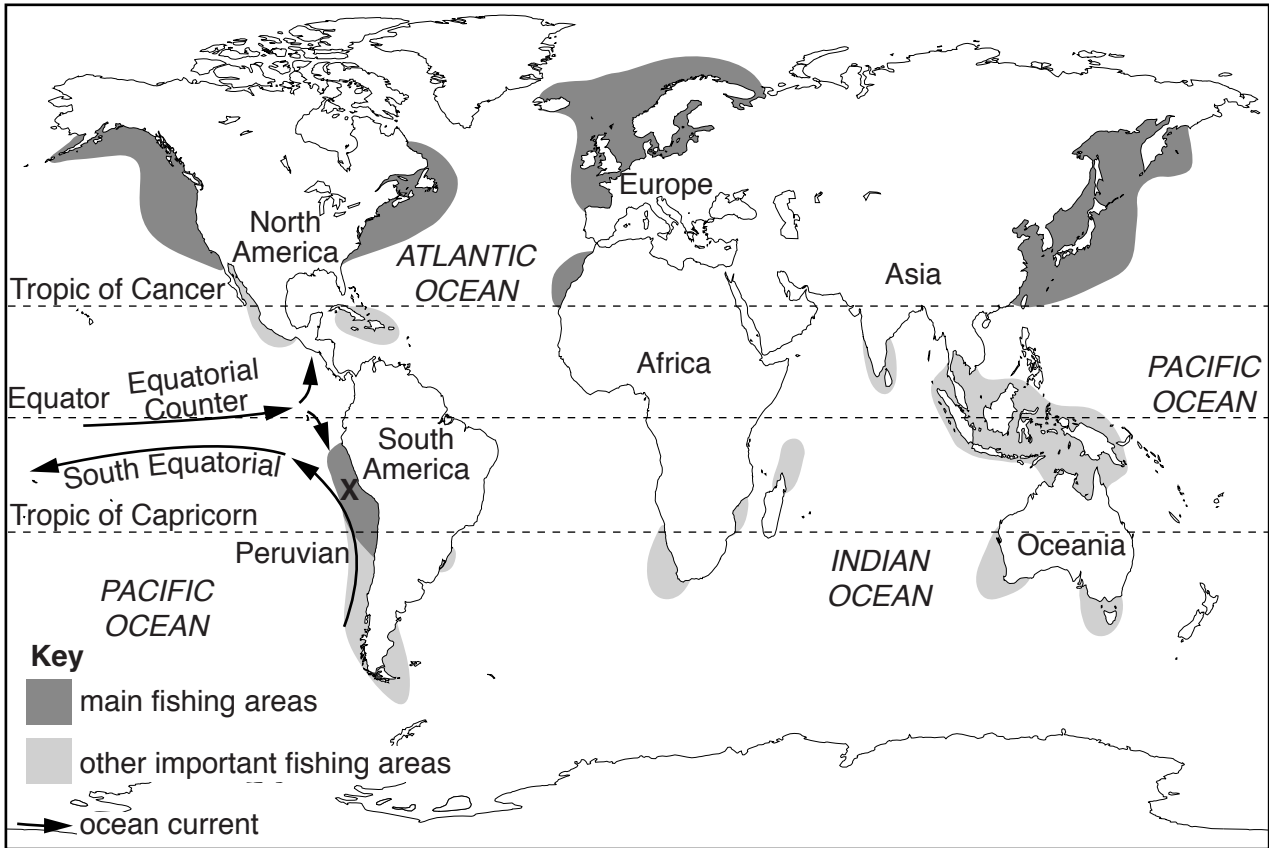 North
America
Europe
ATLANTIC
OCEAN
Asia
Tropic of Cancer
Africa
PACIFIC
OCEAN
Equatorial
Counter
Equator
South
America
South Equatorial
X
Tropic of Capricorn
Peruvian
Oceania
INDIAN
OCEAN
PACIFIC
OCEAN
Key
main fishing areas
other important fishing areas
ocean current